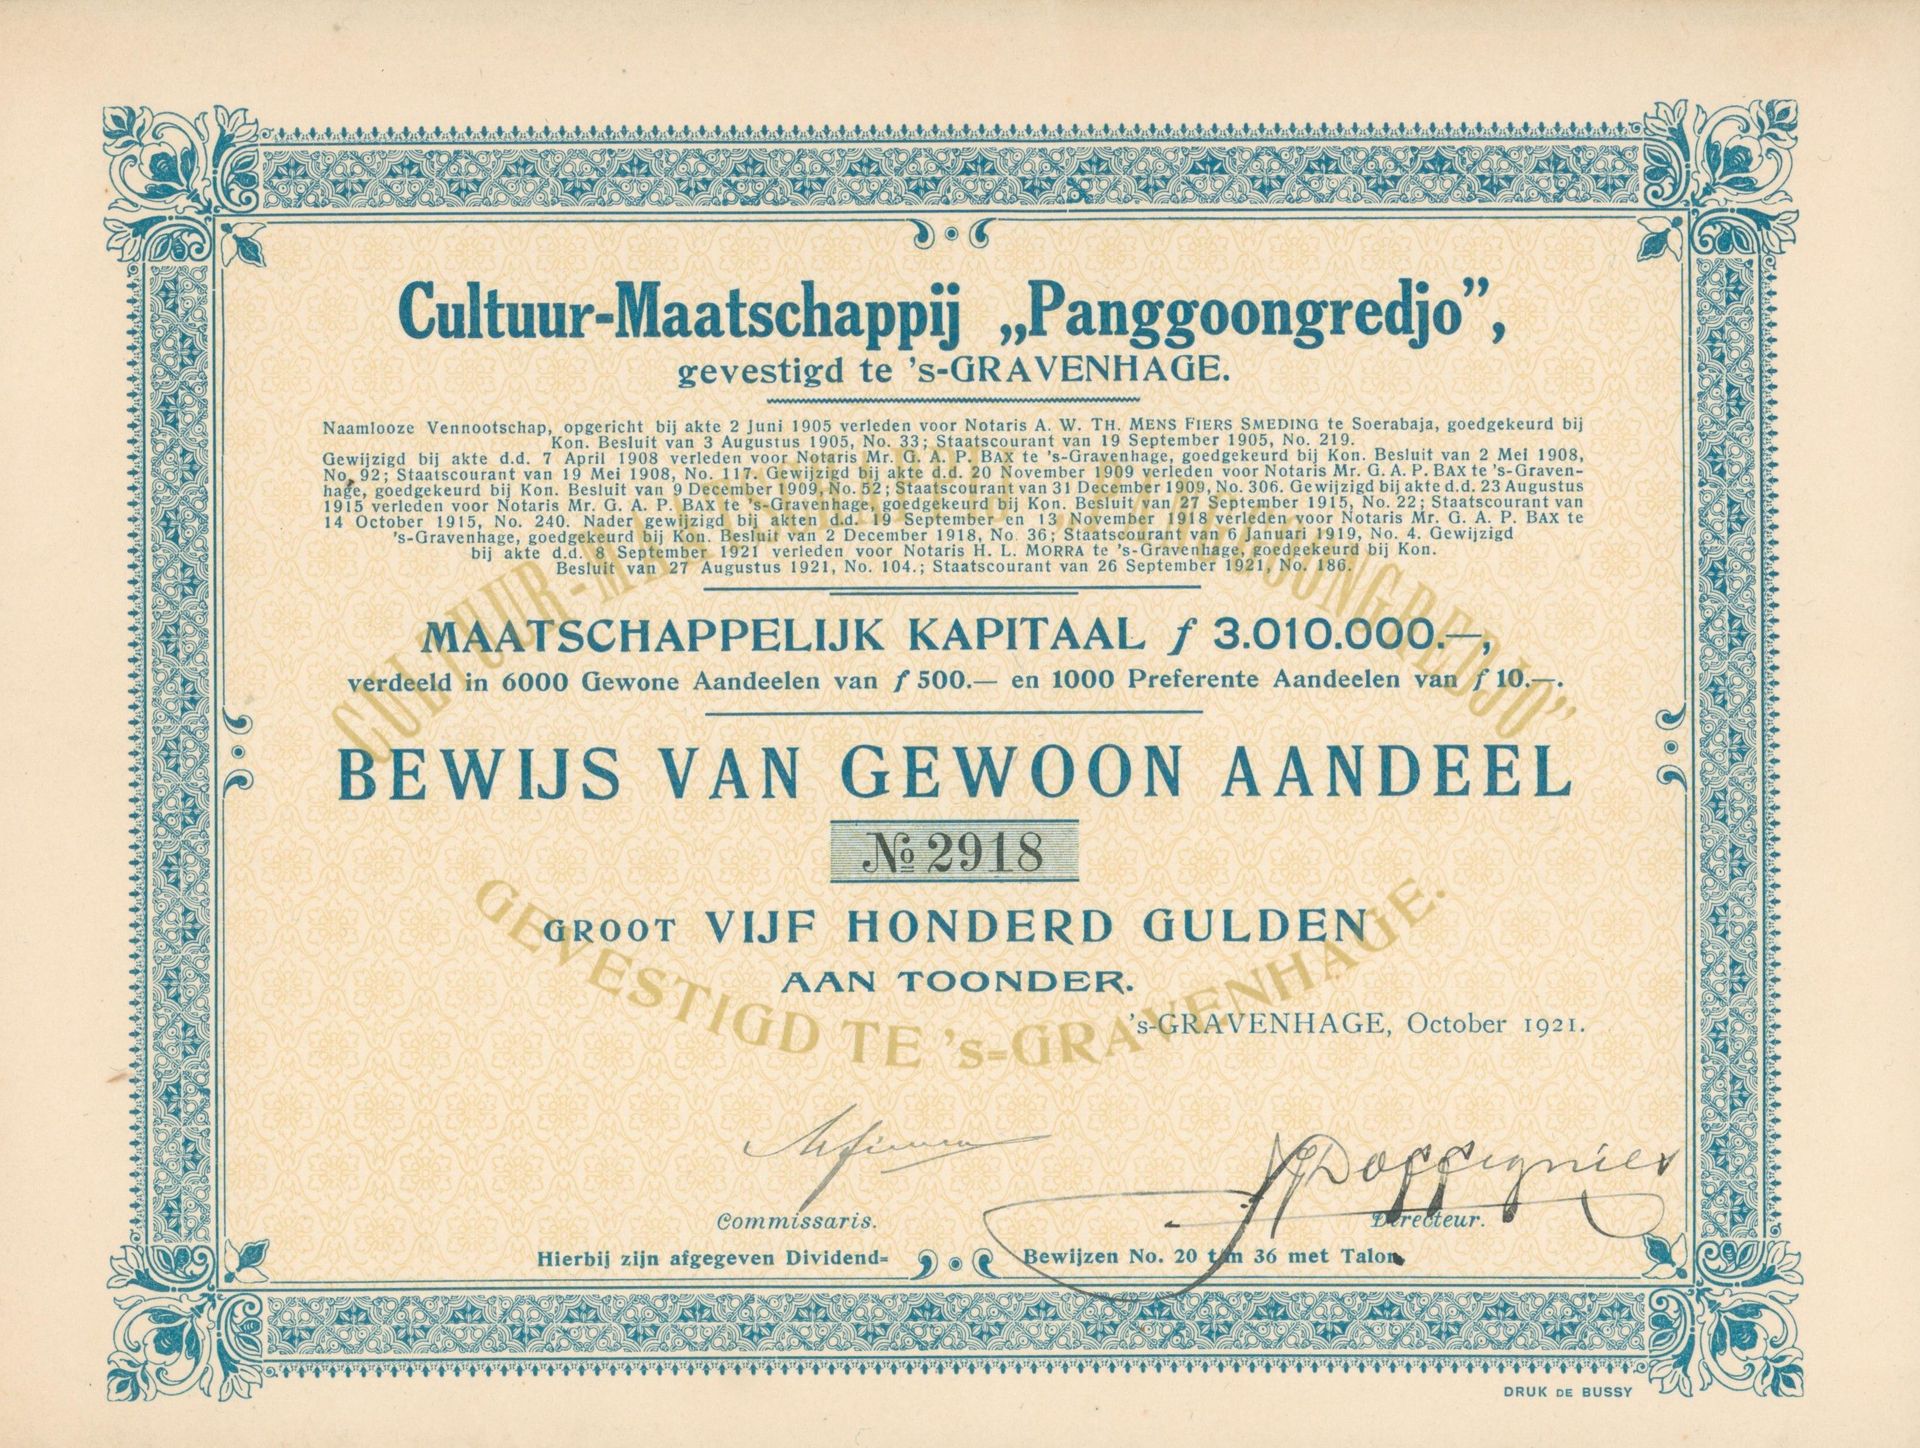 Cultuur-Maatschappij „Panggoongredjo”,
gevestigd te 's-GRAVENHAGE.
Naamlooze Vennootschap, opgericht bij akte 2 Juni 1905 verleden voor Notaris A. W. TH. MENS FIERS SMEDING te Soerabaja, goedgekeurd bij
Kon. Besluit van 3 Augustus 1905, No. 33; Staatscourant van 19 September 1905, No. 219.
Gewijzigd bij akte d.d. 7 April 1908 verleden voor Notaris Mr. G. A. P. BAX te 's-Gravenhage, goedgekeurd bij Kon. Besluit van 2 Mei 1908,
No. 92; Staatscourant van 19 Mei 1908, No. 117. Gewijzigd bij akte d.d. 20 November 1909 verleden voor Notaris Mr. G. A. P. BAX te 's-Graven-
hage, goedgekeurd bij Kon. Besluit van 9 December 1909, No. 52; Staatscourant van 31 December 1909, No. 306. Gewijzigd bij akte d.d. 23 Augustus
1915 verleden voor Notaris Mr. G. A. P. BAX te 's-Gravenhage, goedgekeurd bij Kon. Besluit van 27 September 1915, No. 22; Staatscourant van
14 October 1915, No. 240. Nader gewijzigd bij akten d.d. 19 September en 13 November 1918 verleden voor Notaris Mr. G. A. P. BAX te
's-Gravenhage, goedgekeurd bij Kon. Besluit van 2 December 1918, No. 36; Staatscourant van 7 Januari 1919, No. 4. Gewijzigd
bij akte d.d. 8 September 1921 verleden voor Notaris H. L. MORRA te 's-Gravenhage, goedgekeurd bij Kon.
Besluit van 27 Augustus 1921, No. 104.; Staatscourant van 26 September 1921, No. 186.
CULTUUR-MAATSCHAPPIJ „PANGGOONGREDJO”
MAATSCHAPPELIJK KAPITAAL ƒ 3.010.000.—,
verdeeld in 6000 Gewone Aandeelen van ƒ 500.— en 1000 Preferente Aandeelen van ƒ 10.—.
BEWIJS VAN GEWOON AANDEEL
No 2918
GROOT VIJF HONDERD GULDEN
AAN TOONDER.
GEVESTIGD TE 's-GRAVENHAGE.
's-GRAVENHAGE, October 1921.
Commissaris.
Directeur.
Hierbij zijn afgegeven Dividend= Bewijzen No. 20 t/m 36 met Talon.
DRUK DE BUSSY